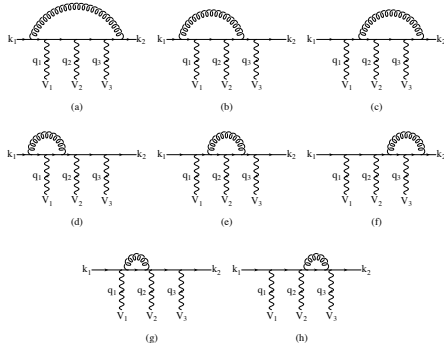 k1 k2 k1 k2 k1 k2
q1 q2 q3 q1 q2 q3 q1 q2 q3
V1 V2 V3 V1 V2 V3 V1 V2 V3
(a) (b) (c)
k1 k2 k1 k2 k1 k2
q1 q2 q3 q1 q2 q3 q1 q2 q3
V1 V2 V3 V1 V2 V3 V1 V2 V3
(d) (e) (f)
k1 k2 k1 k2
q1 q2 q3 q1 q2 q3
V1 V2 V3 V1 V2 V3
(g) (h)